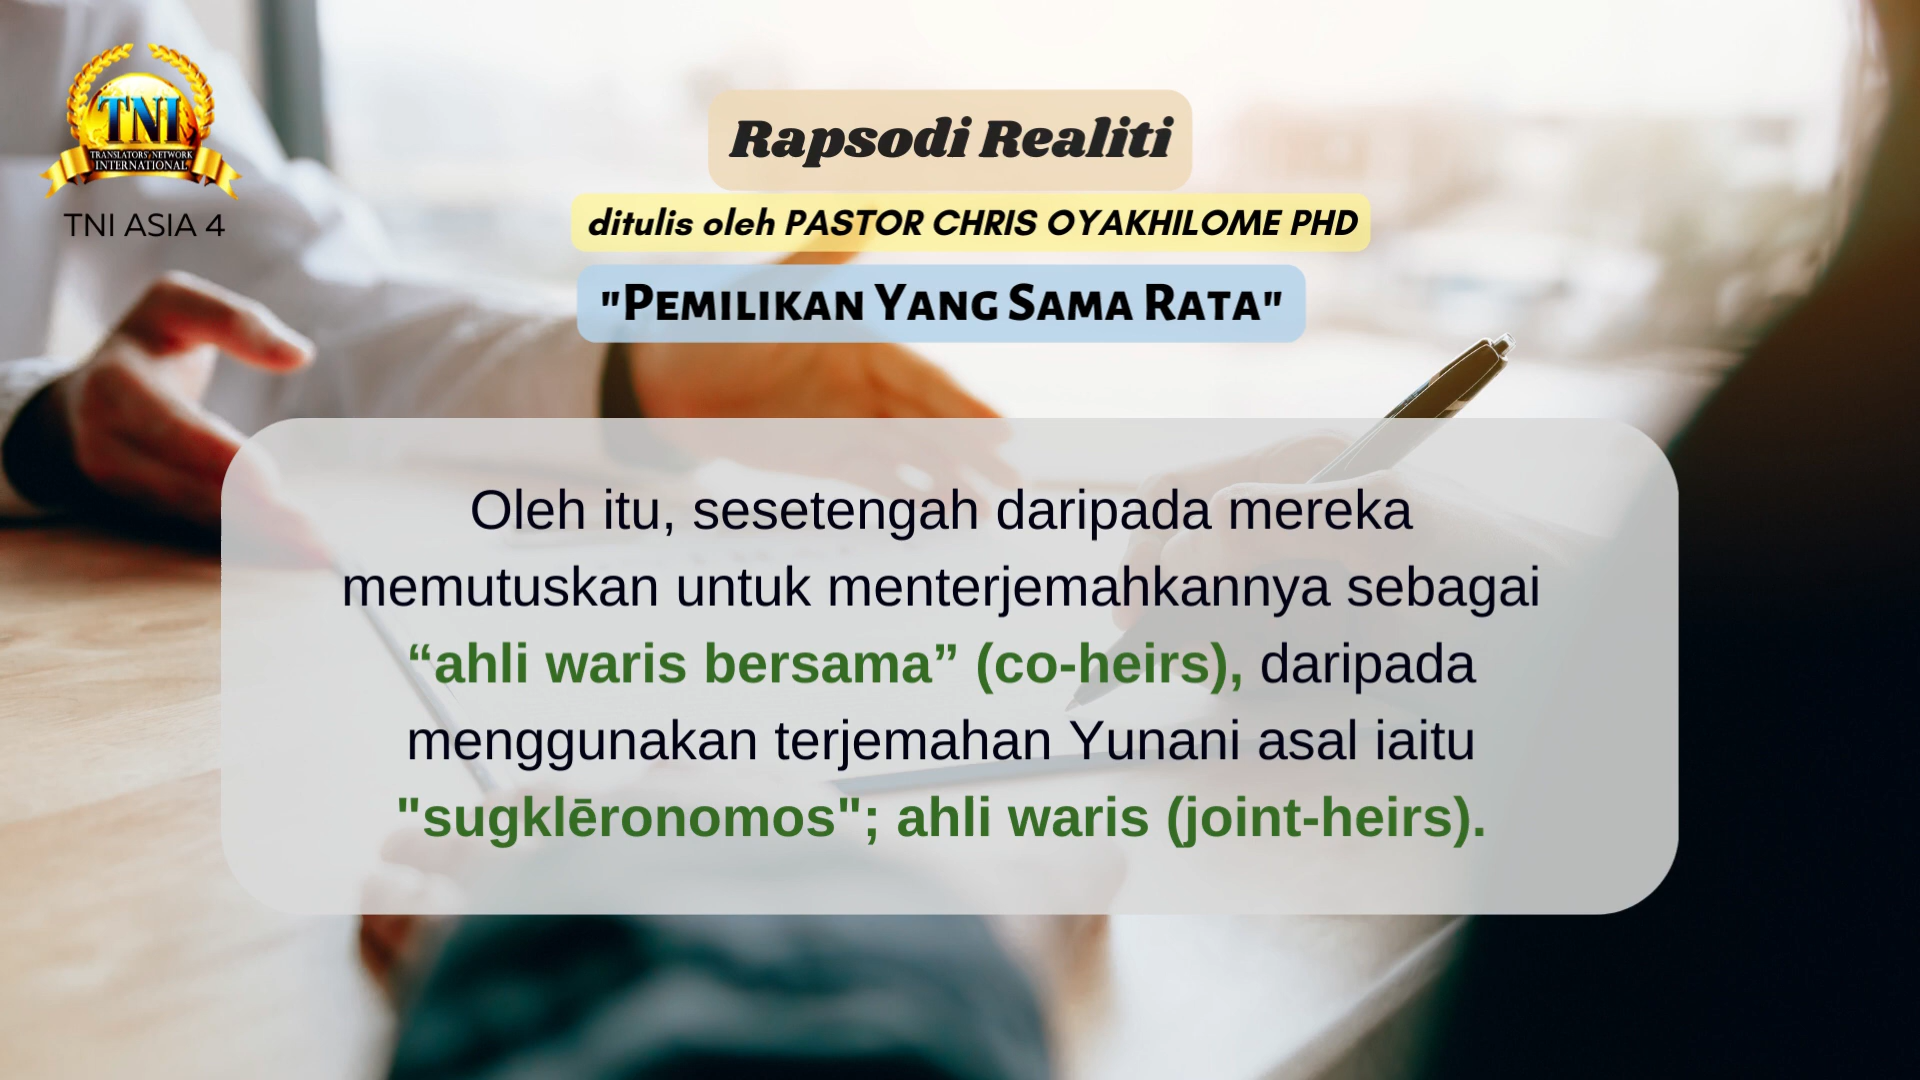 TNI
TRANSLATORS' NETWORK
INTERNATIONAL
TNI ASIA 4
Rapsodi Realiti
ditulis oleh PASTOR CHRIS OYAKHILOME PHD
"Pemilikan Yang Sama Rata"
Oleh itu, sesetengah daripada mereka
memutuskan untuk menterjemahkannya sebagai
“ahli waris bersama” (co-heirs), daripada
menggunakan terjemahan Yunani asal iaitu
"sugklēronomos"; ahli waris (joint-heirs).